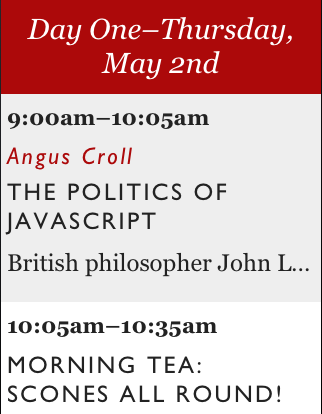 Day One–Thursday,
May 2nd
9:00am–10:05am
Angus Croll
THE POLITICS OF
JAVASCRIPT
British philosopher John L...
10:05am–10:35am
MORNING TEA:
SCONES ALL ROUND!